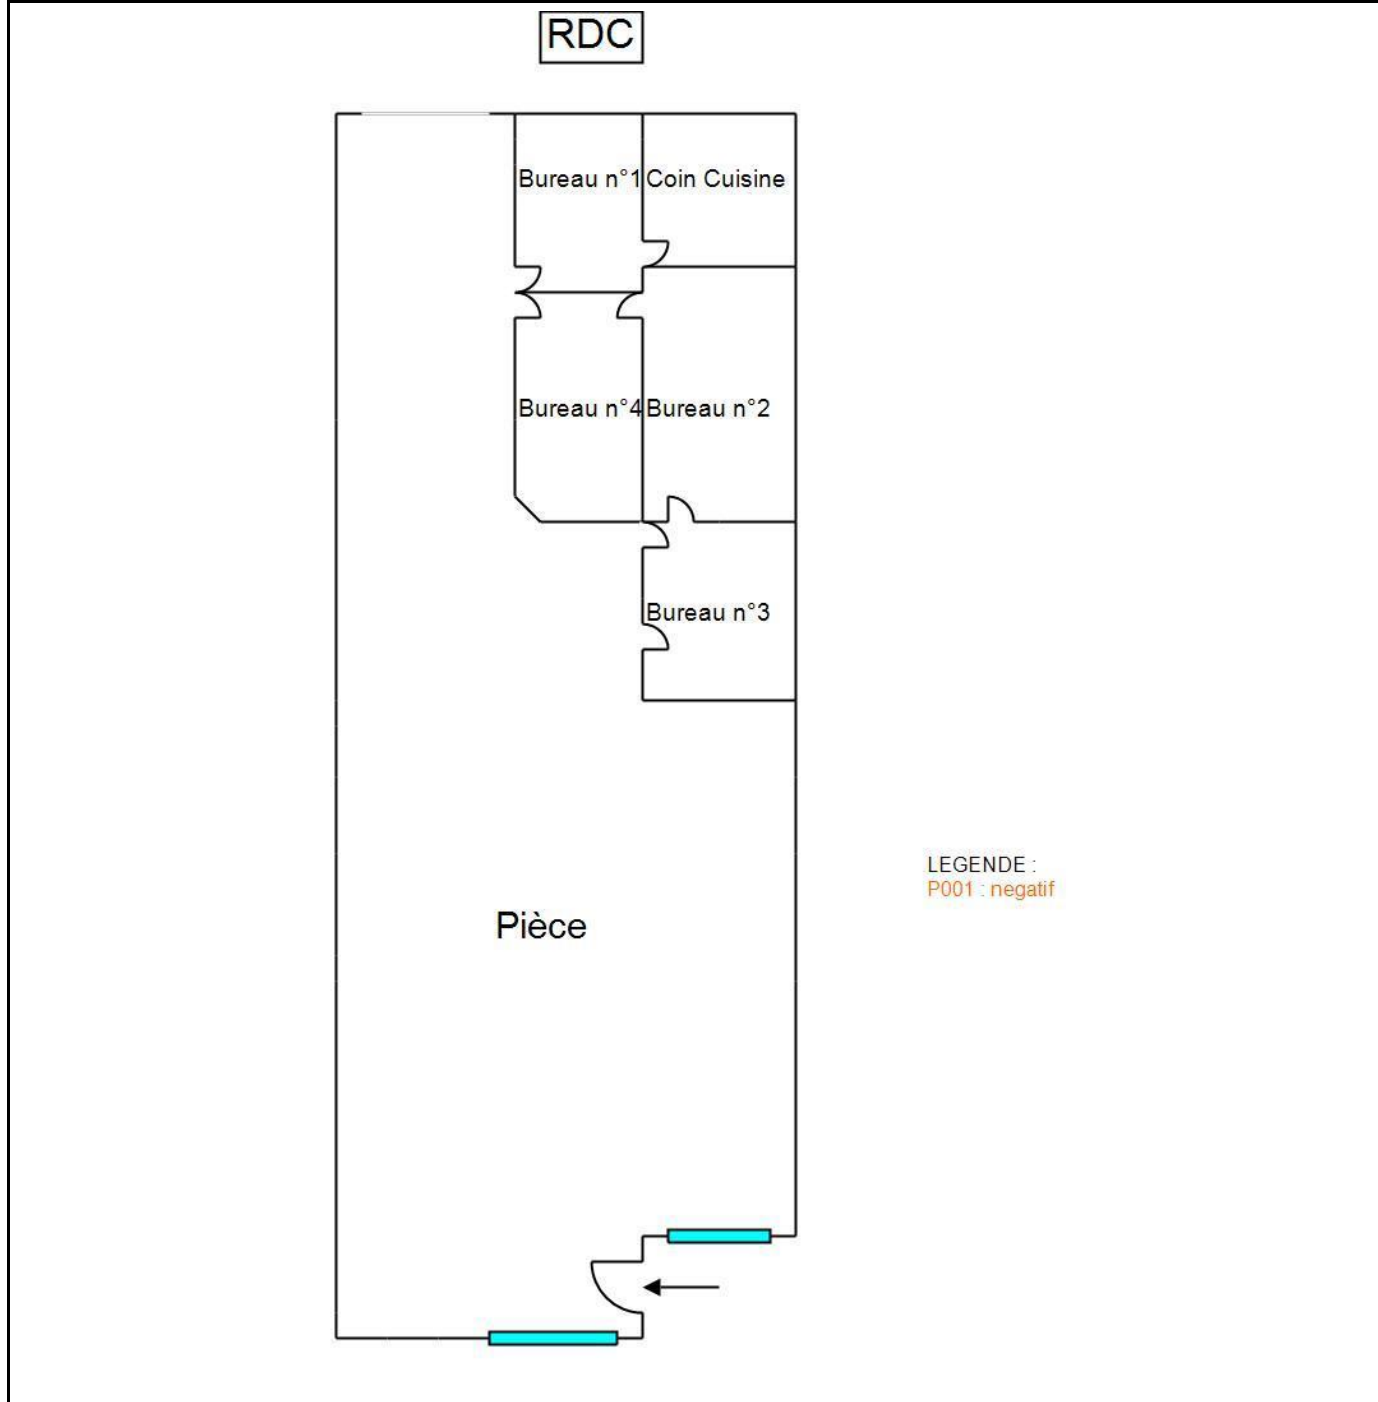 RDC
Bureau n°1
Coin Cuisine
Bureau n°4
Bureau n°2
Bureau n°3
LEGENDE :
P001 : negatif
Pièce